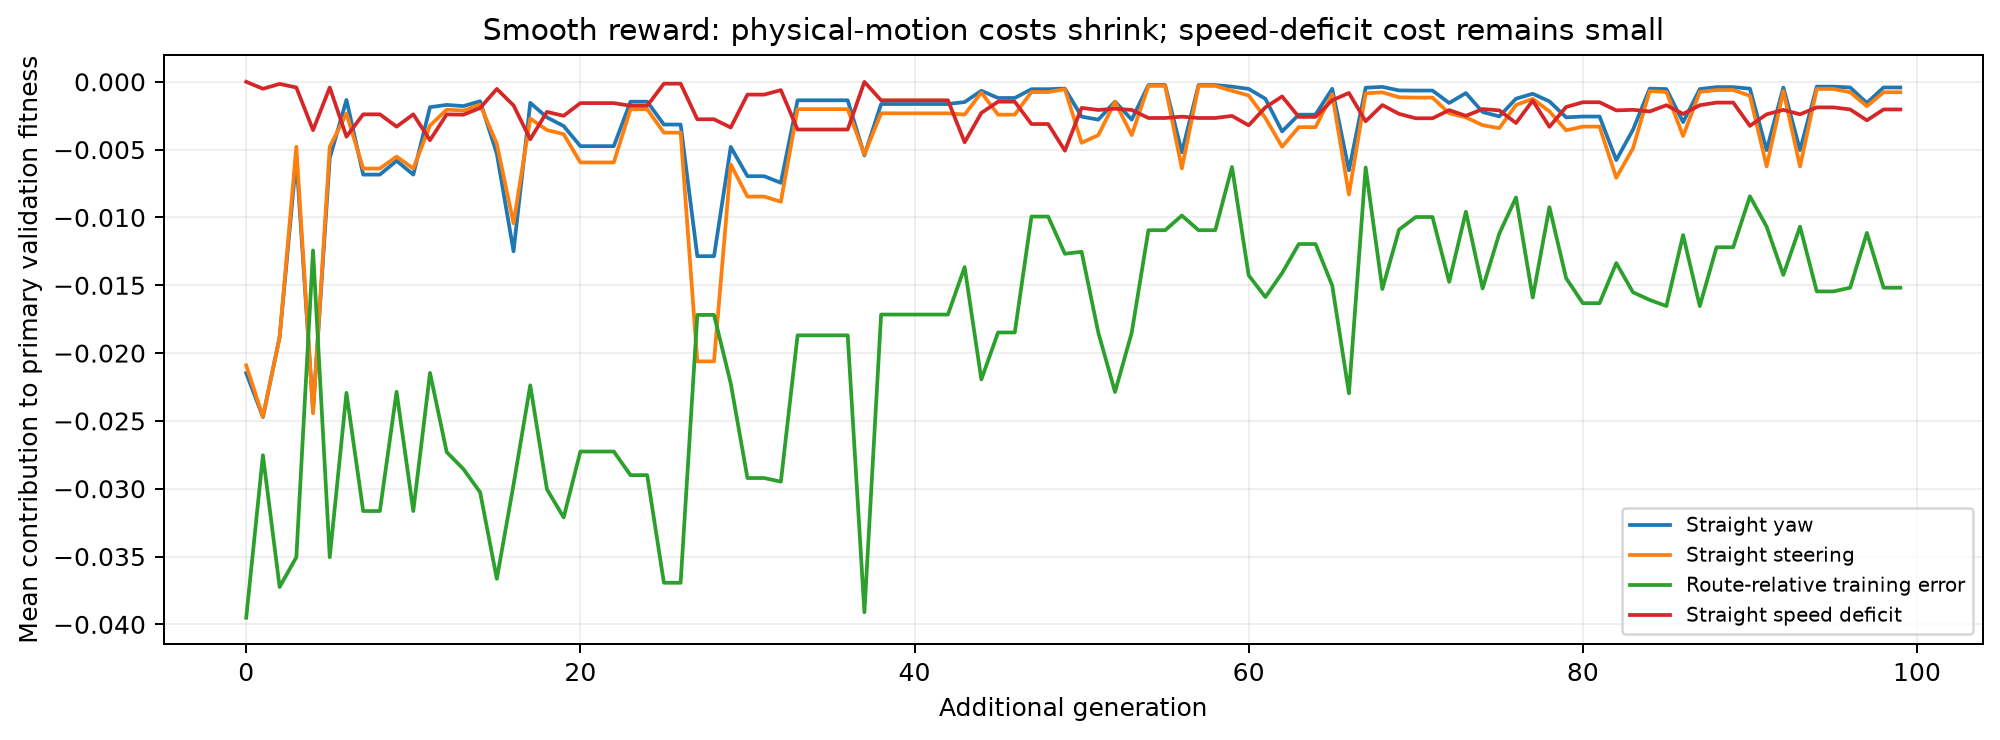 Smooth reward: physical-motion costs shrink; speed-deficit cost remains small
Mean contribution to primary validation fitness
0.000
−0.005
−0.010
−0.015
−0.020
−0.025
−0.030
−0.035
−0.040
Straight yaw
Straight steering
Route-relative training error
Straight speed deficit
0 20 40 60 80 100
Additional generation